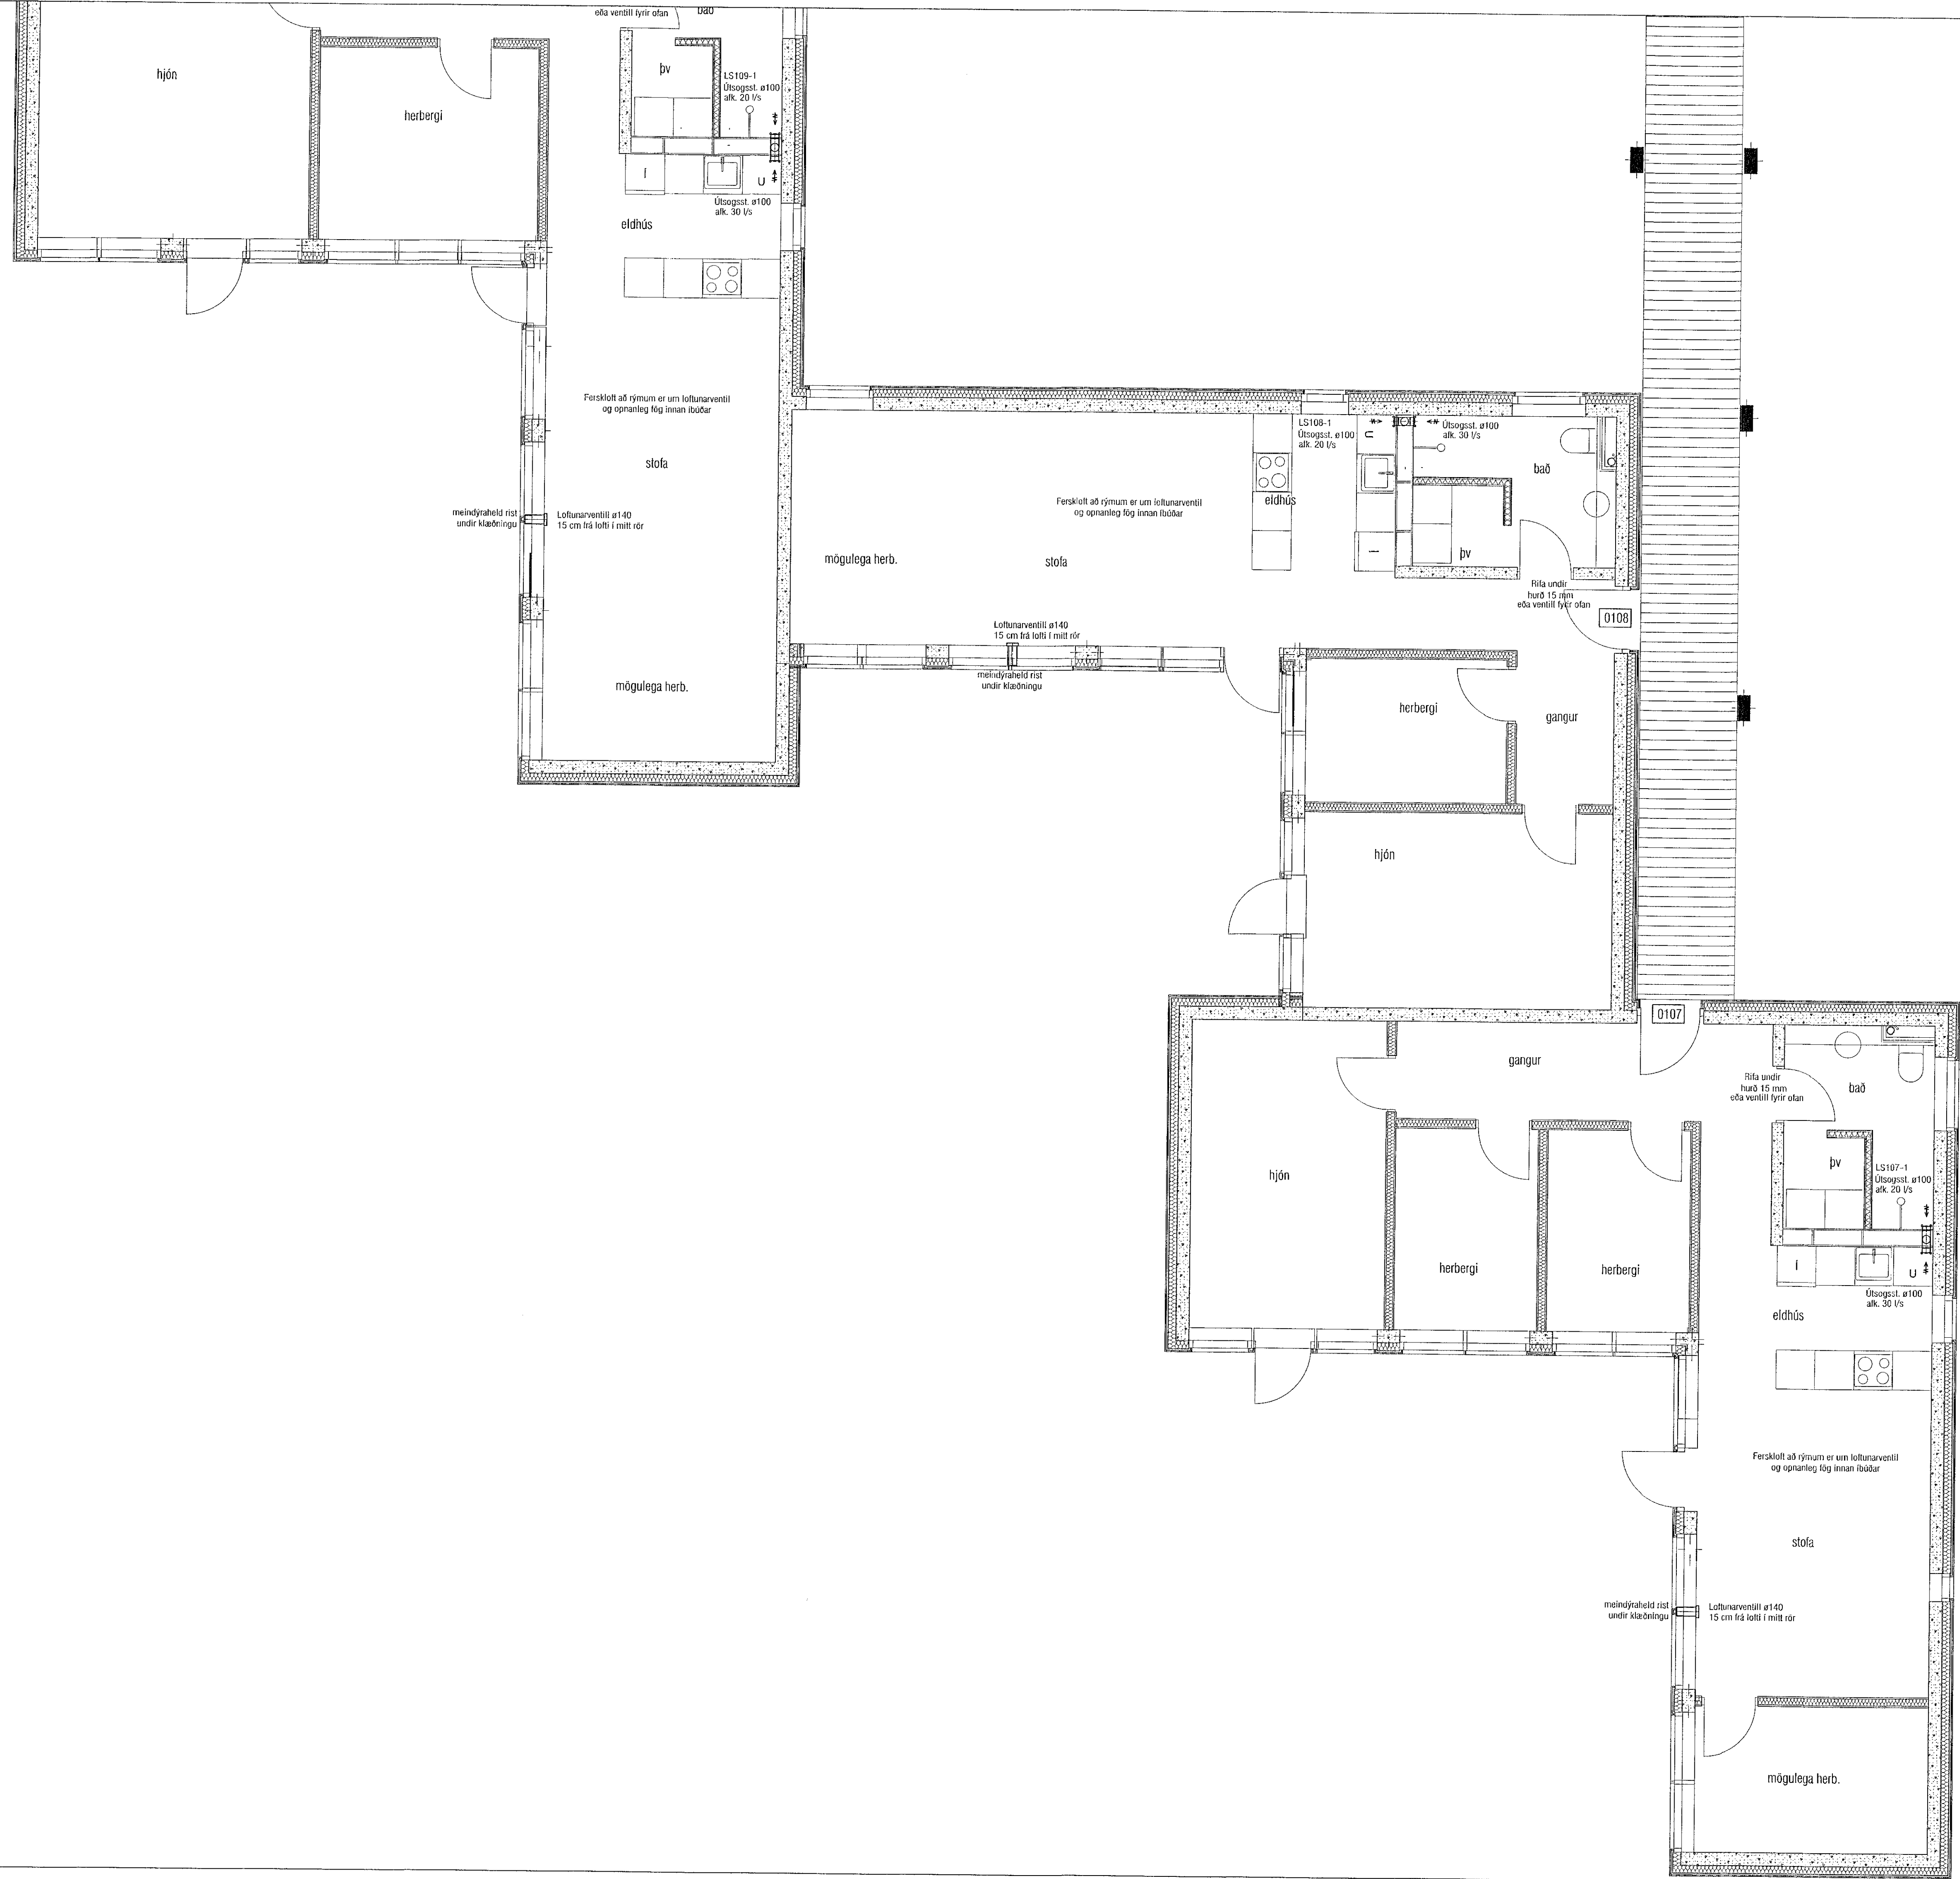 eða ventill fyrir ofan
bað
hjón
herbergi
þv
LS109-1
Útsogsst. ø100
afk. 20 l/s
Í
U
Útsogsst. ø100
afk. 30 l/s
eldhús
Ferskloft að rýmum er um loftunarventil
og opnanleg fög innan íbúðar
stofa
meindýraheld rist
undir klæðningu
Loftunarventill ø140
15 cm frá lofti í mitt rör
mögulega herb.
LS108-1
Útsogsst. ø100
afk. 20 l/s
U
Útsogsst. ø100
afk. 30 l/s
bað
eldhús
Ferskloft að rýmum er um loftunarventil
og opnanleg fög innan íbúðar
mögulega herb.
stofa
Í
þv
Rifa undir
hurð 15 mm
eða ventill fyrir ofan
0108
Loftunarventill ø140
15 cm frá lofti í mitt rör
meindýraheld rist
undir klæðningu
herbergi
gangur
hjón
0107
gangur
Rifa undir
hurð 15 mm
eða ventill fyrir ofan
bað
hjón
þv
LS107-1
Útsogsst. ø100
afk. 20 l/s
herbergi
herbergi
Í
U
Útsogsst. ø100
afk. 30 l/s
eldhús
Ferskloft að rýmum er um loftunarventil
og opnanleg fög innan íbúðar
stofa
meindýraheld rist
undir klæðningu
Loftunarventill ø140
15 cm frá lofti í mitt rör
mögulega herb.